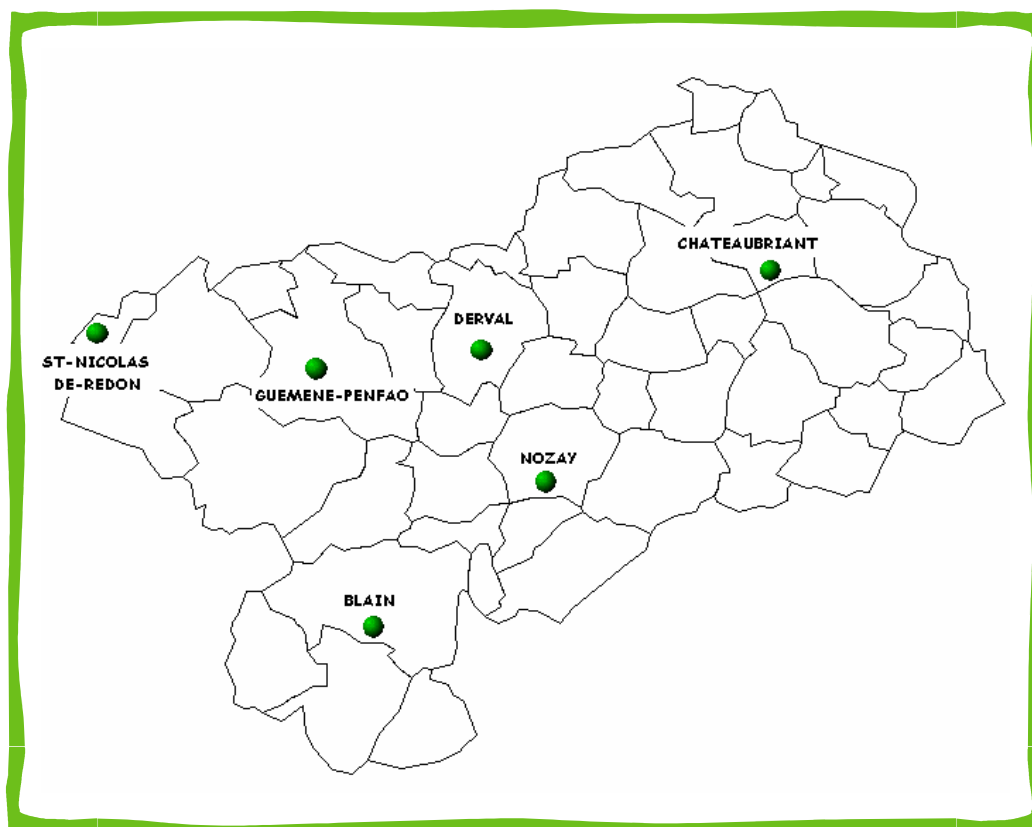 CHATEAUBRIANT
DERVAL
ST-NICOLAS
DE-REDON
GUEMENE-PENFAO
NOZAY
BLAIN